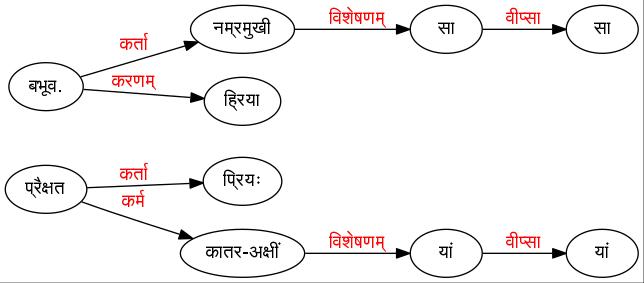 कर्ता नम्रमुखी विशेषणम् सा वीप्सा सा
बभूव. करणम् ह्रिया
प्रैक्षत कर्ता प्रियः
कर्म कातर-अक्षीं विशेषणम् यां वीप्सा यां